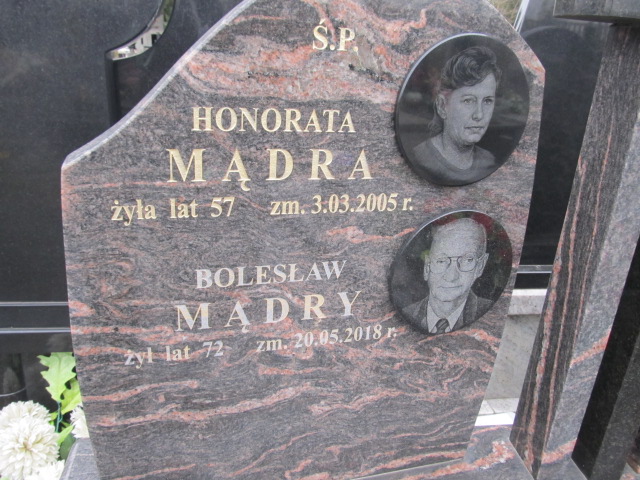 Ś.P.
HONORATA
MĄDRA
żyła lat 57 zm. 3.03.2005 r.
BOLESŁAW
MĄDRY
żył lat 72 zm. 20.05.2018 r.